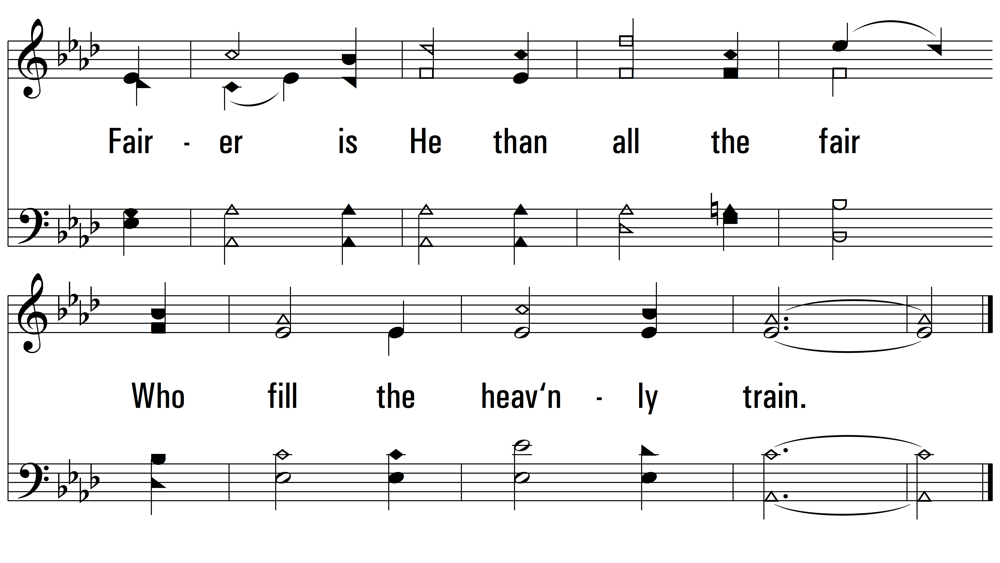 Fair - er is He than all the fair
Who fill the heav‘n - ly train.